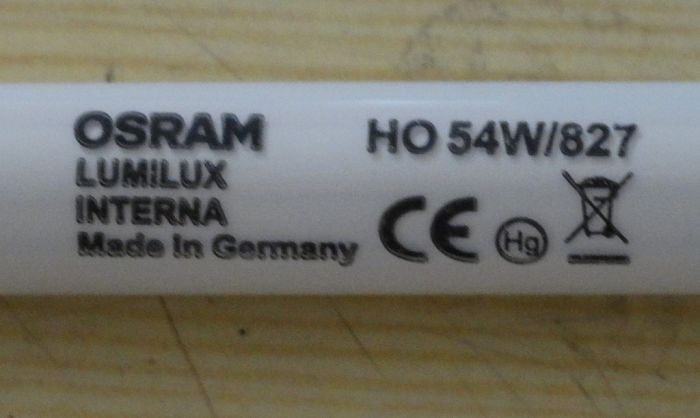 OSRAM
LUMILUX
INTERNA
Made in Germany
HO 54W/827
CE Hg